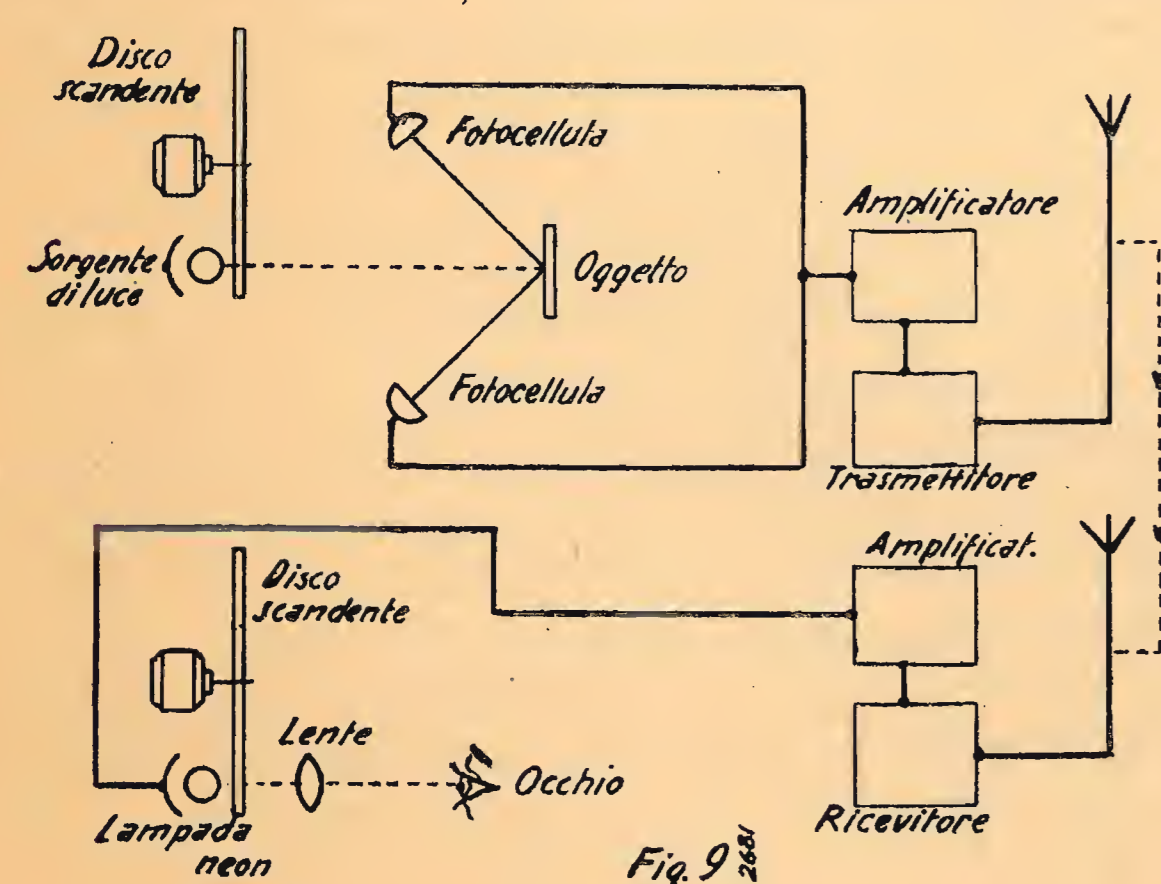 Disco
scandente
Fotocellula
Amplificatore
Sorgente
di luce
Oggetto
Fotocellula
Trasmettitore
Amplificat.
Disco
scandente
Lente
Occhio
Lampada
neon
Ricevitore
Fig. 9
2681